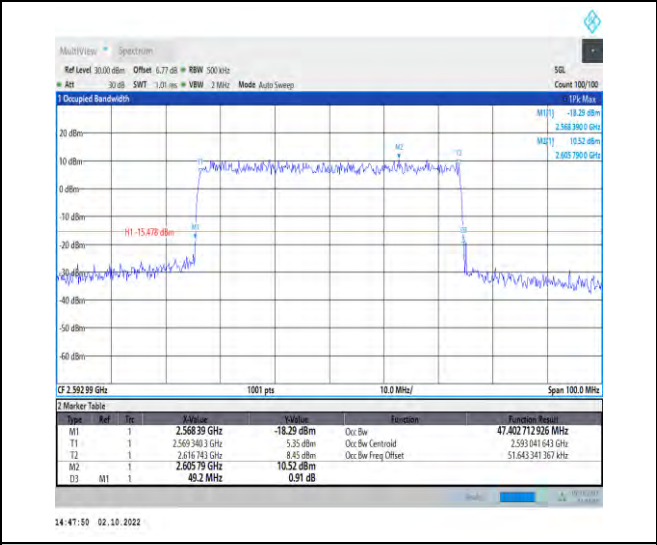 MultiView Spectrum
Ref Level 30.00 dBm Offset 6.77 dB RBW 500 kHz SGL
Att 30 dB SWT 1.01 ms VBW 2 MHz Mode Auto Sweep Count 100/100
1 Occupied Bandwidth 1Pk Max
M1[1] -18.29 dBm
2.568 390 0 GHz
M2[1] 10.52 dBm
2.605 790 0 GHz
20 dBm
M2
T1 T2
10 dBm
0 dBm
-10 dBm
M1
H1 -15.478 dBm
D3
-20 dBm
-30 dBm
-40 dBm
-50 dBm
-60 dBm
CF 2.592 99 GHz 1001 pts 10.0 MHz/ Span 100.0 MHz
2 Marker Table
Type Ref Trc X-Value Y-Value Function Function Result
M1 1 2.568 39 GHz -18.29 dBm Occ Bw 47.402 712 926 MHz
T1 1 2.569 340 3 GHz 5.35 dBm Occ Bw Centroid 2.593 041 643 GHz
T2 1 2.616 743 GHz 8.45 dBm Occ Bw Freq Offset 51.643 341 367 kHz
M2 1 2.605 79 GHz 10.52 dBm
D3 M1 1 49.2 MHz 0.91 dB
14:47:50 02.10.2022